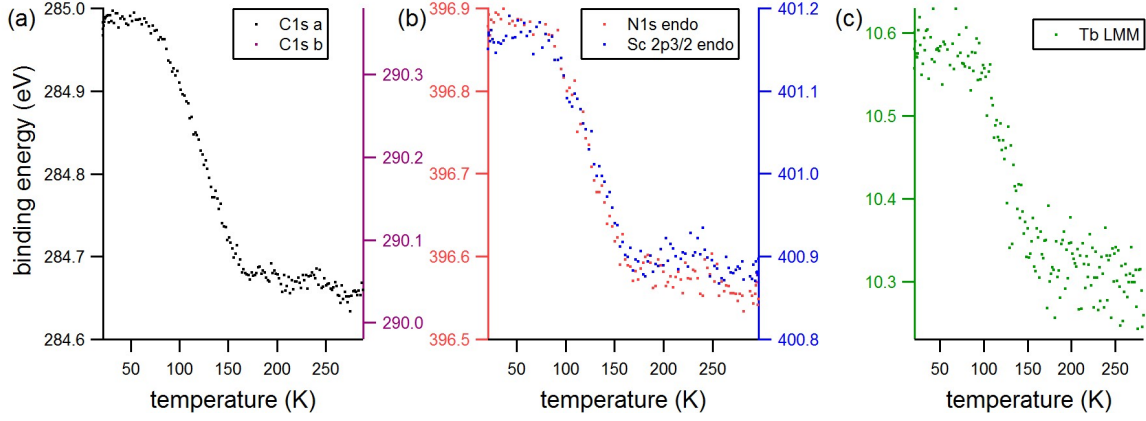 (a)
C1s a
C1s b
binding energy (eV)
285.0
284.9
284.8
284.7
284.6
290.3
290.2
290.1
290.0
50 100 150 200 250
temperature (K)
(b)
N1s endo
Sc 2p3/2 endo
396.9
396.8
396.7
396.6
396.5
401.2
401.1
401.0
400.9
400.8
50 100 150 200 250
temperature (K)
(c)
Tb LMM
10.6
10.5
10.4
10.3
50 100 150 200 250
temperature (K)